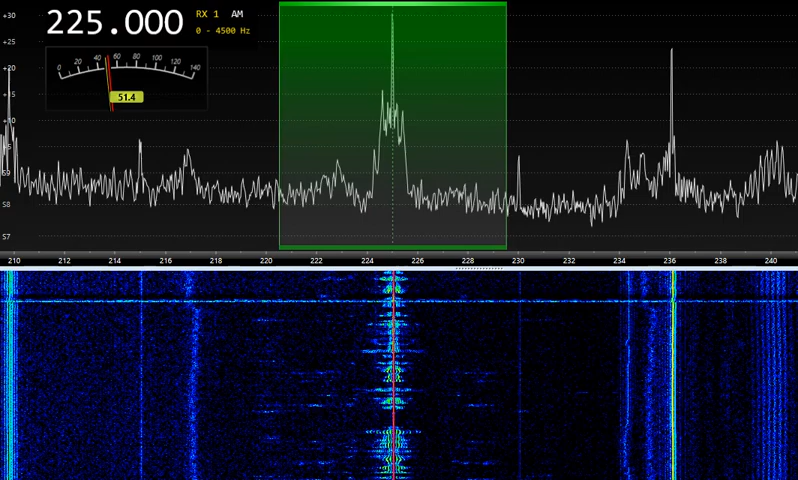 225.000 RX 1 AM
0 - 4500 Hz
0 20 40 60 80 100 120 140
51.4
+30
+25
+20
+15
+10
+5
S9
S8
S7
210 212 214 216 218 220 222 224 226 228 230 232 234 236 238 240